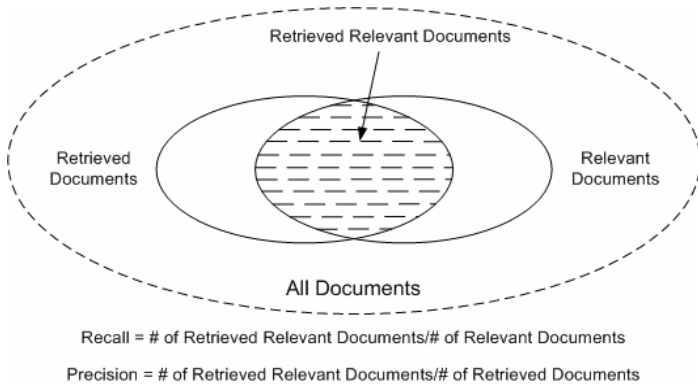 Retrieved Relevant Documents
Retrieved
Documents
Relevant
Documents
All Documents
Recall = # of Retrieved Relevant Documents/# of Relevant Documents
Precision = # of Retrieved Relevant Documents/# of Retrieved Documents